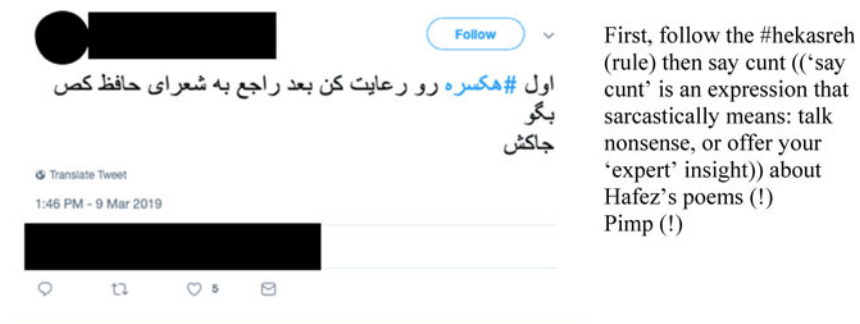 Follow
اول #هکسره رو رعایت کن بعد راجع به شعرای حافظ کص
بگو
جاکش
Translate Tweet
1:46 PM - 9 Mar 2019
5
First, follow the #hekasreh
(rule) then say cunt ((‘say
cunt’ is an expression that
sarcastically means: talk
nonsense, or offer your
‘expert’ insight)) about
Hafez’s poems (!)
Pimp (!)